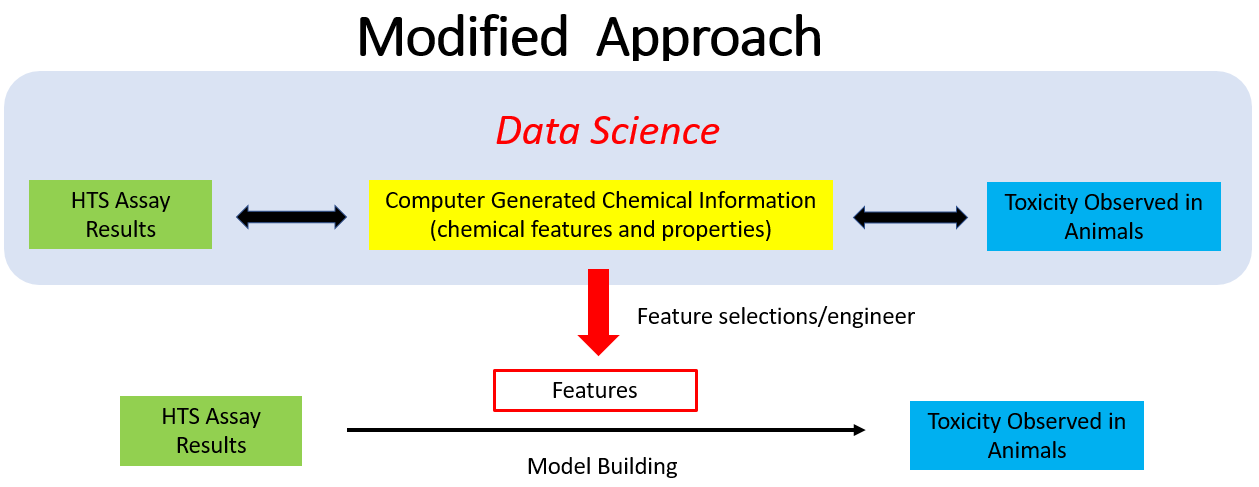 Modified Approach
Data Science
HTS Assay
Results
Computer Generated Chemical Information
(chemical features and properties)
Toxicity Observed in
Animals
Feature selections/engineer
Features
HTS Assay
Results
Model Building
Toxicity Observed in
Animals